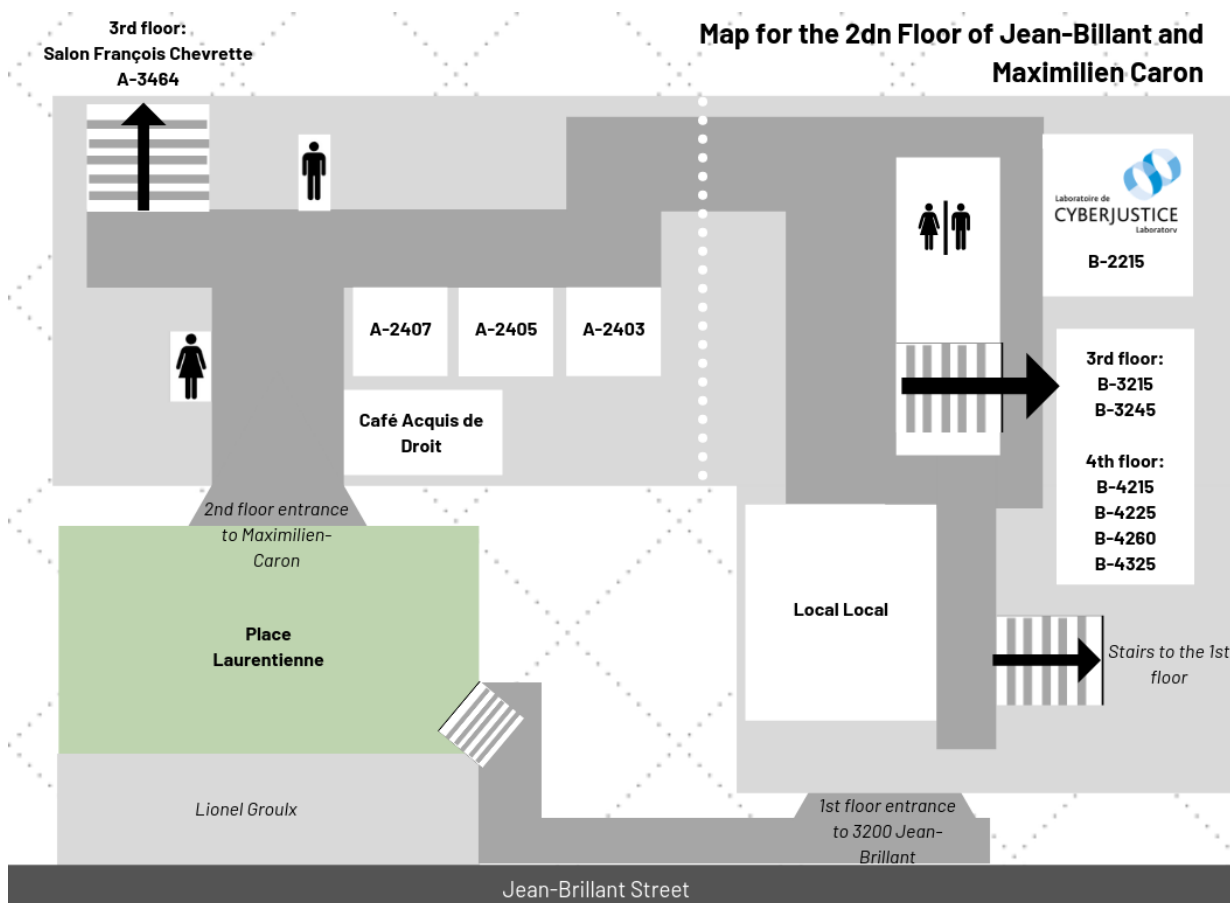 Map for the 2dn Floor of Jean-Billant and
Maximilien Caron
3rd floor:
Salon François Chevrette
A-3464
Laboratoire de
CYBERJUSTICE
Laboratory
B-2215
A-2407
A-2405
A-2403
Café Acquis de
Droit
3rd floor:
B-3215
B-3245
4th floor:
B-4215
B-4225
B-4260
B-4325
2nd floor entrance
to Maximilien-
Caron
Place
Laurentienne
Local Local
Stairs to the 1st
floor
Lionel Groulx
1st floor entrance
to 3200 Jean-
Brillant
Jean-Brillant Street